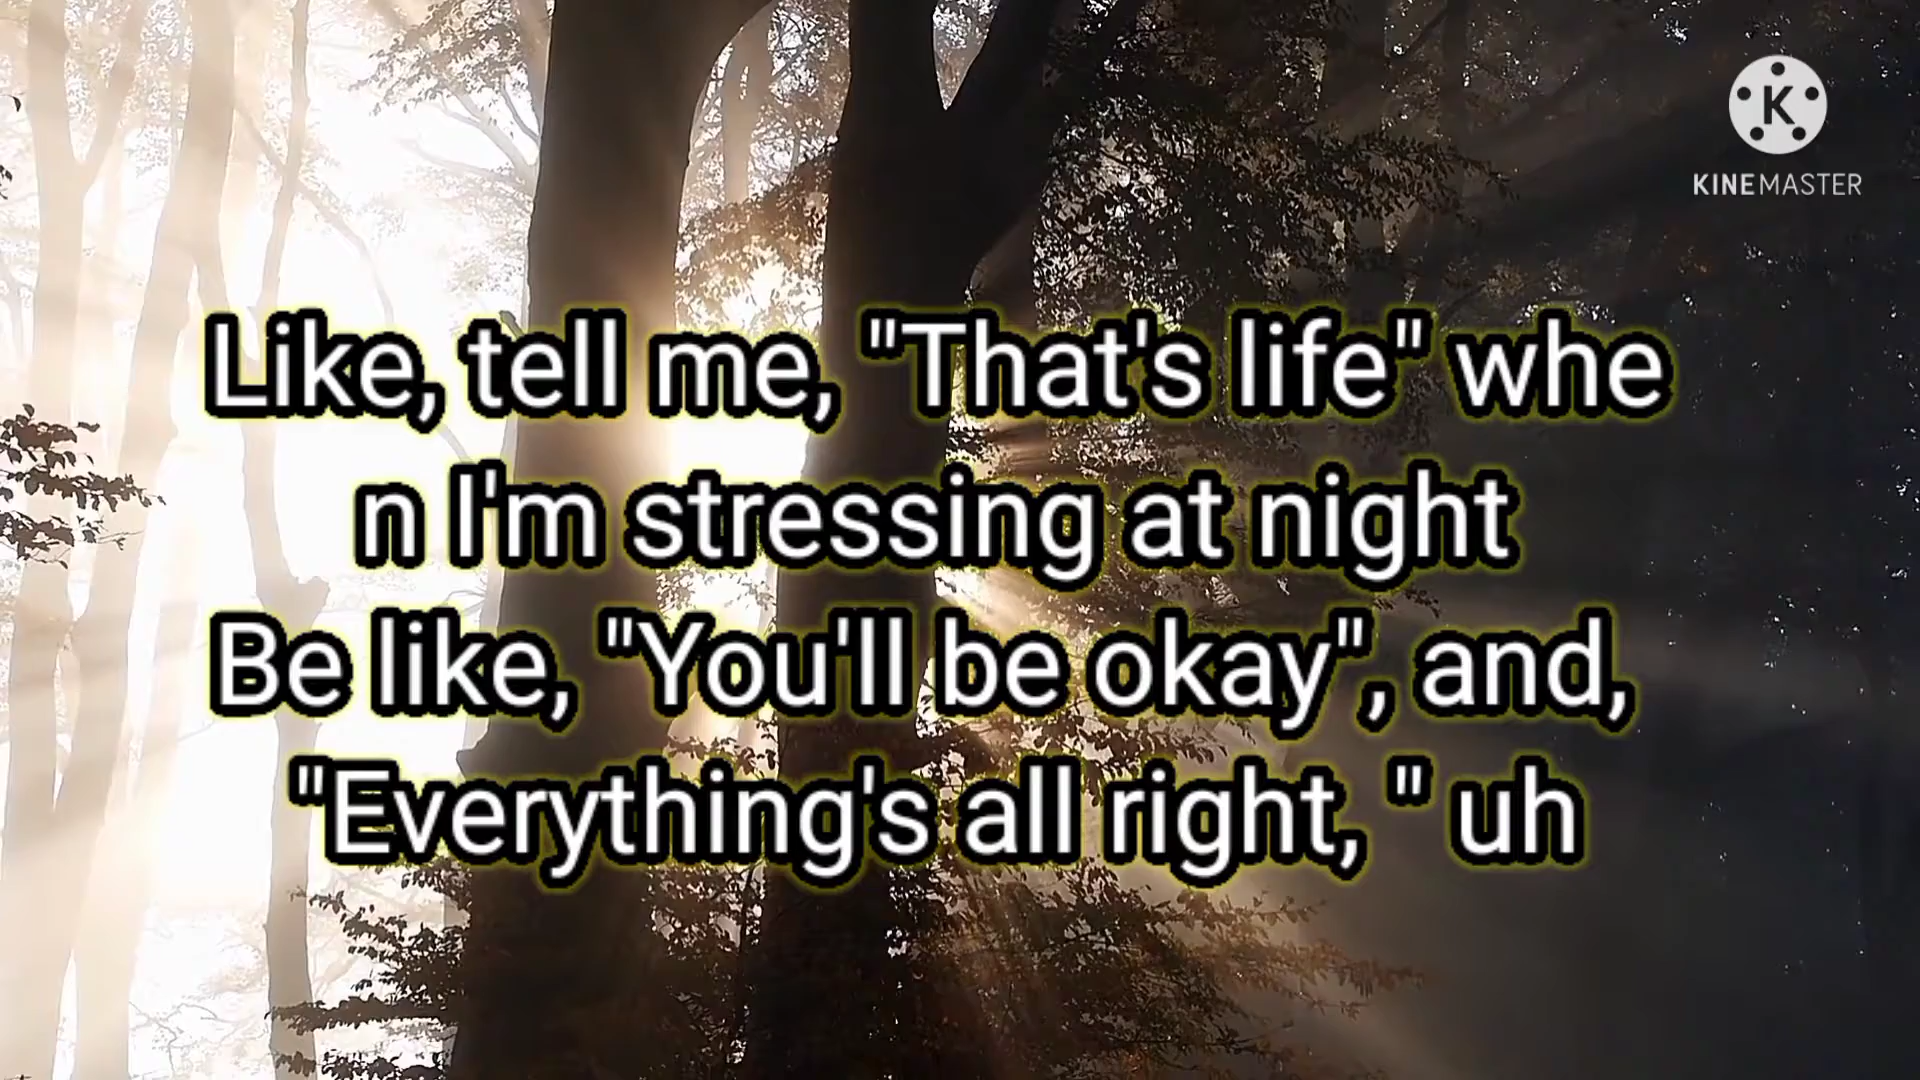 K
KINEMASTER
Like, tell me, "That's life" whe
n I'm stressing at night
Be like, "You'll be okay", and,
"Everything's all right, " uh